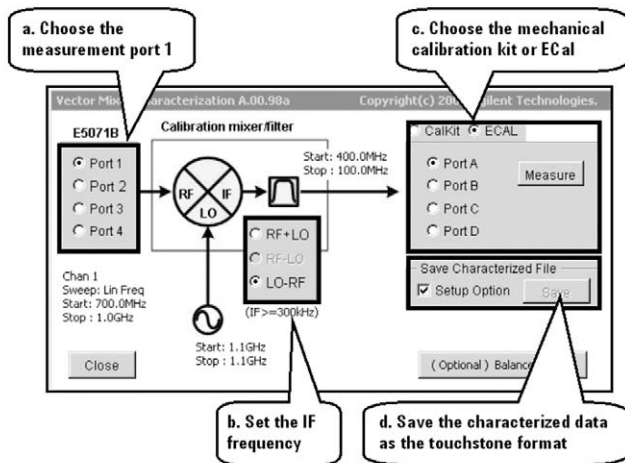 a. Choose the
measurement port 1
c. Choose the mechanical
calibration kit or ECal
Vector Characterization A.00.98a
Copyright(c) Technologies.
E5071B
Calibration mixer/filter
Port 1
Port 2
Port 3
Port 4
RF
IF
LO
Start: 400.0MHz
Stop : 100.0MHz
CalKit
ECAL
Port A
Port B
Port C
Port D
Measure
RF+LO
RF-LO
LO-RF
(IF>=300kHz)
Save Characterized File
Setup Option
Save
Chan 1
Sweep: Lin Freq
Start: 700.0MHz
Stop : 1.0GHz
Start: 1.1GHz
Stop : 1.1GHz
Close
( Optional ) Balance
b. Set the IF
frequency
d. Save the characterized data
as the touchstone format